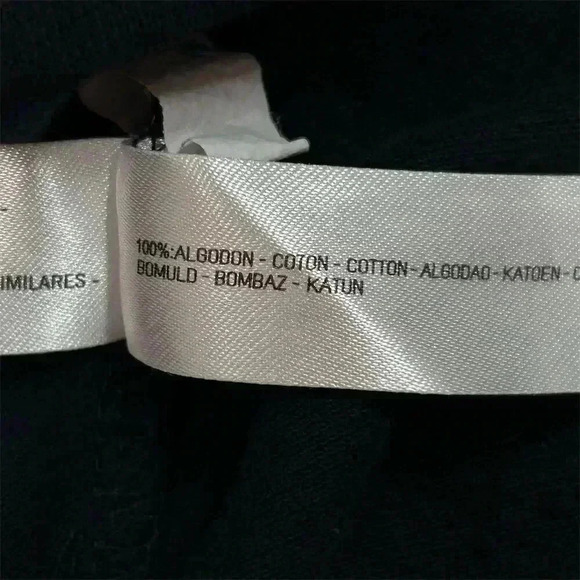 IMILARES -
100%:ALGODON - COTON - COTTON - ALGODAO - KATOEN - C
BOMULD - BOMBAZ - KATUN